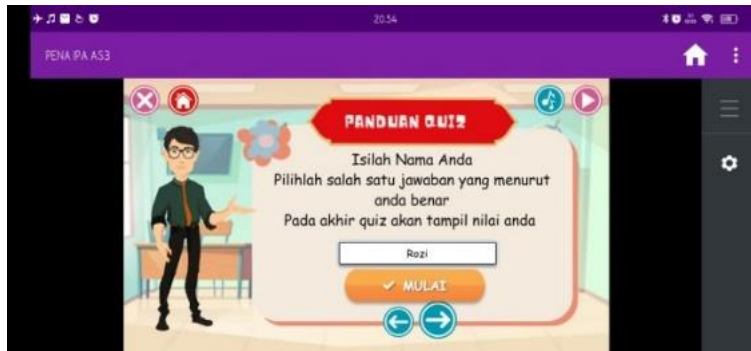 20.54
PENA IPA AS3
PANDUAN QUIZ
Isilah Nama Anda
Pilihlah salah satu jawaban yang menurut
anda benar
Pada akhir quiz akan tampil nilai anda
Rozi
MULAI